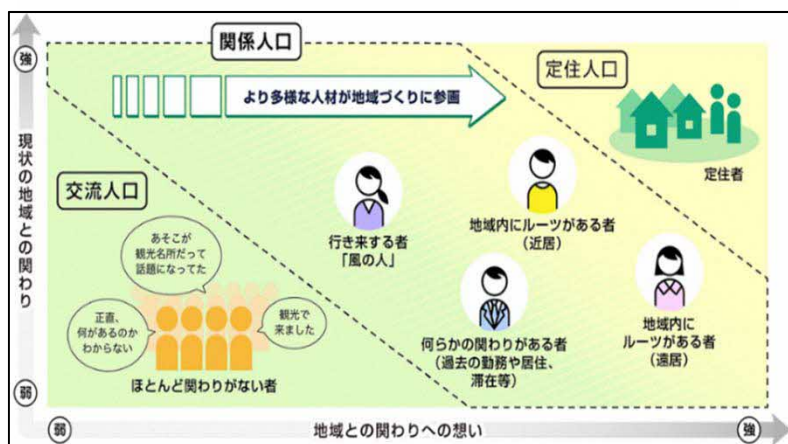 関係人口
強
より多様な人材が地域づくりに参画
定住人口
定住者
現状の地域との関わり
交流人口
あそこが
観光名所だって
話題になってた
正直、
何があるのか
わからない
観光で
来ました
ほとんど関わりがない者
行き来する者
「風の人」
地域内にルーツがある者
（近居）
何らかの関わりがある者
（過去の勤務や居住、
滞在等）
地域内に
ルーツがある者
（遠居）
弱
弱
地域との関わりへの想い
強